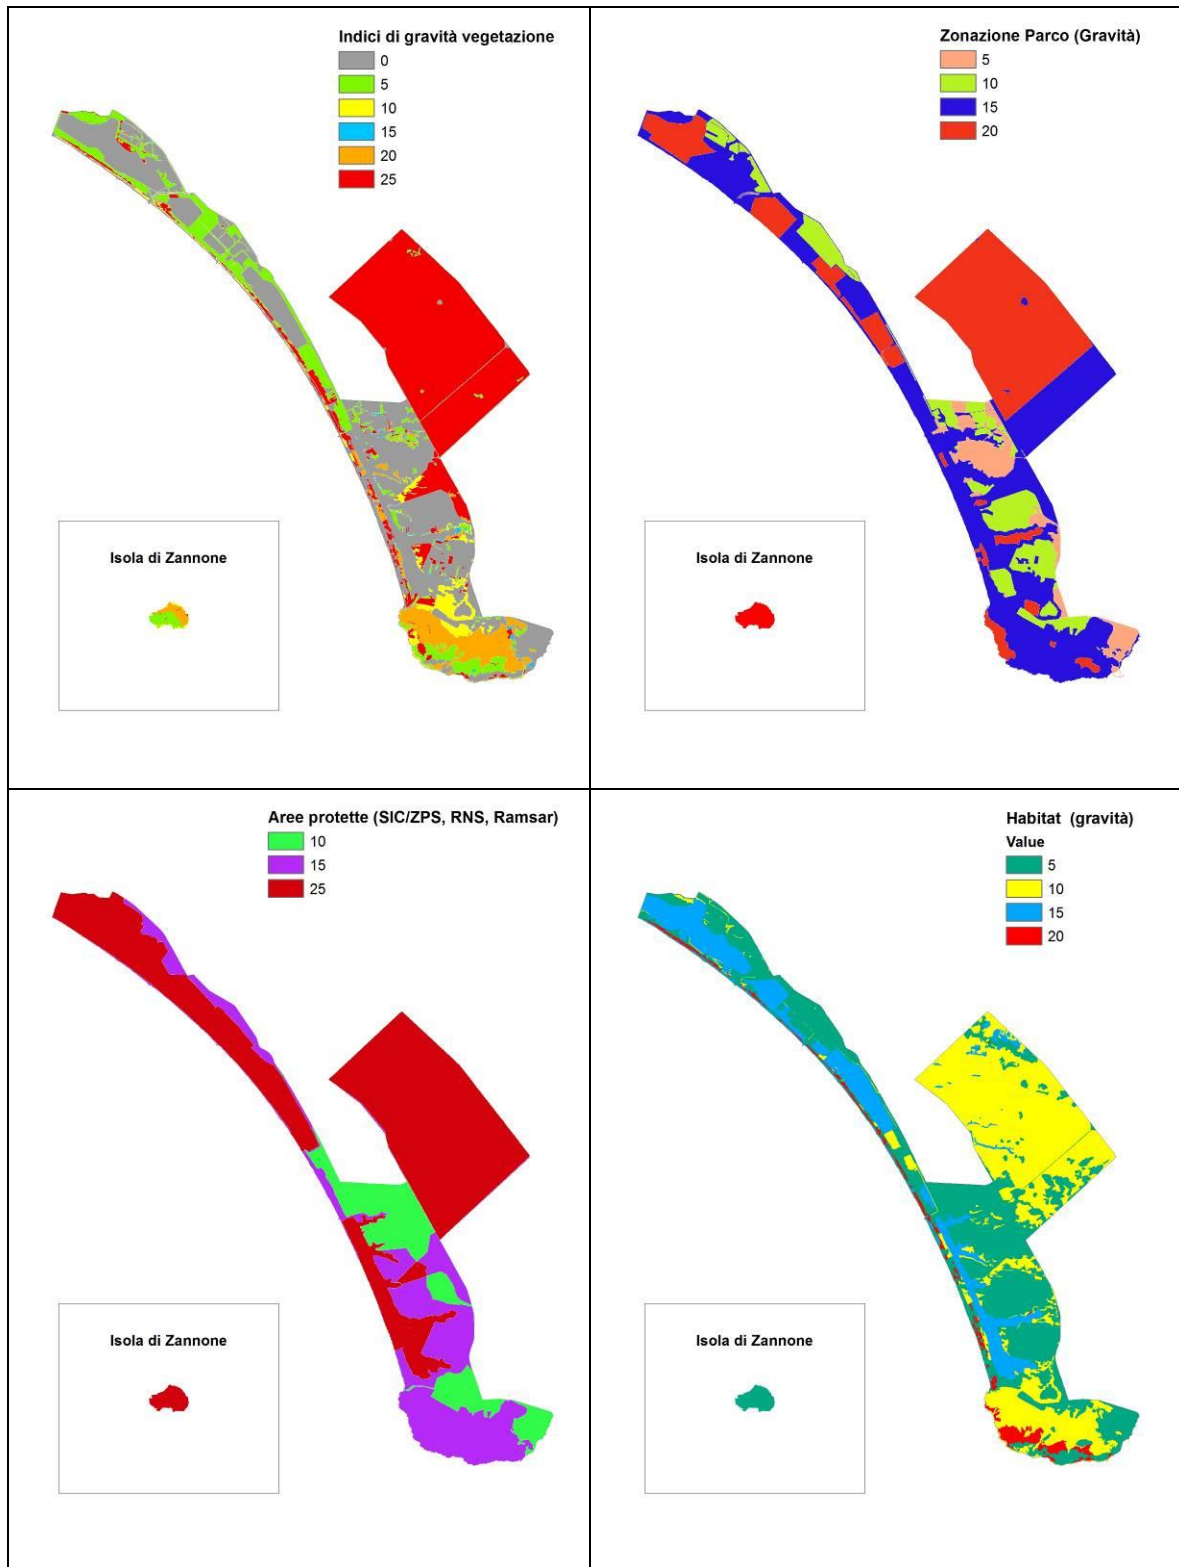 Indici di gravità vegetazione
0
5
10
15
20
25
Isola di Zannone
Zonazione Parco (Gravità)
5
10
15
20
Isola di Zannone
Aree protette (SIC/ZPS, RNS, Ramsar)
10
15
25
Isola di Zannone
Habitat (gravità)
Value
5
10
15
20
Isola di Zannone